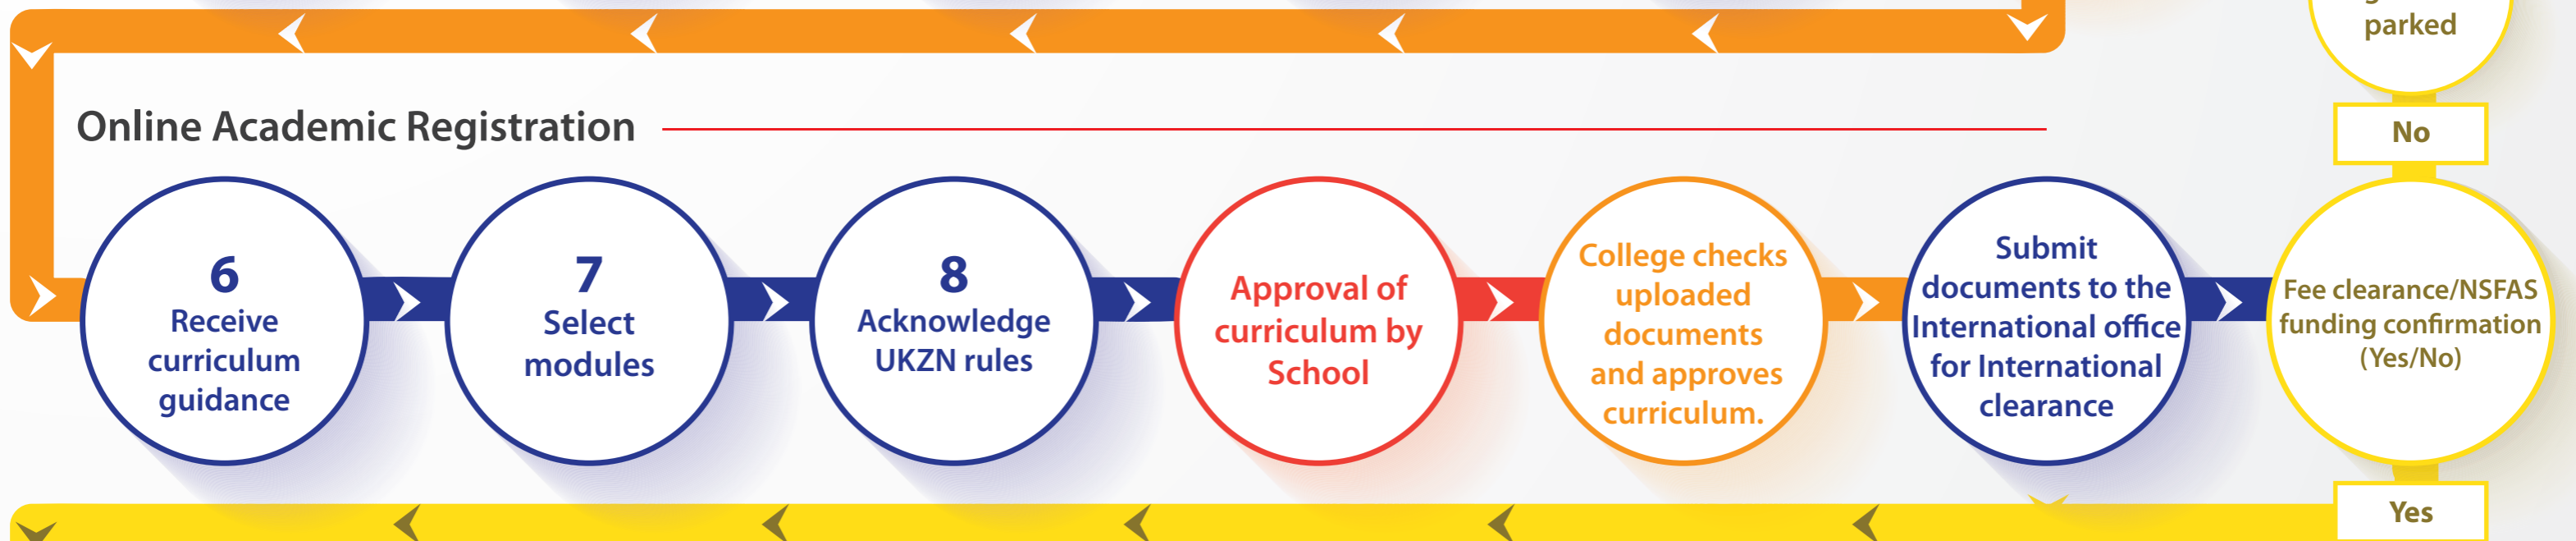 parked
No
Online Academic Registration
6
Receive
curriculum
guidance
7
Select
modules
8
Acknowledge
UKZN rules
Approval of
curriculum by
School
College checks
uploaded
documents
and approves
curriculum.
Submit
documents to the
International office
for International
clearance
Fee clearance/NSFAS
funding confirmation
(Yes/No)
Yes